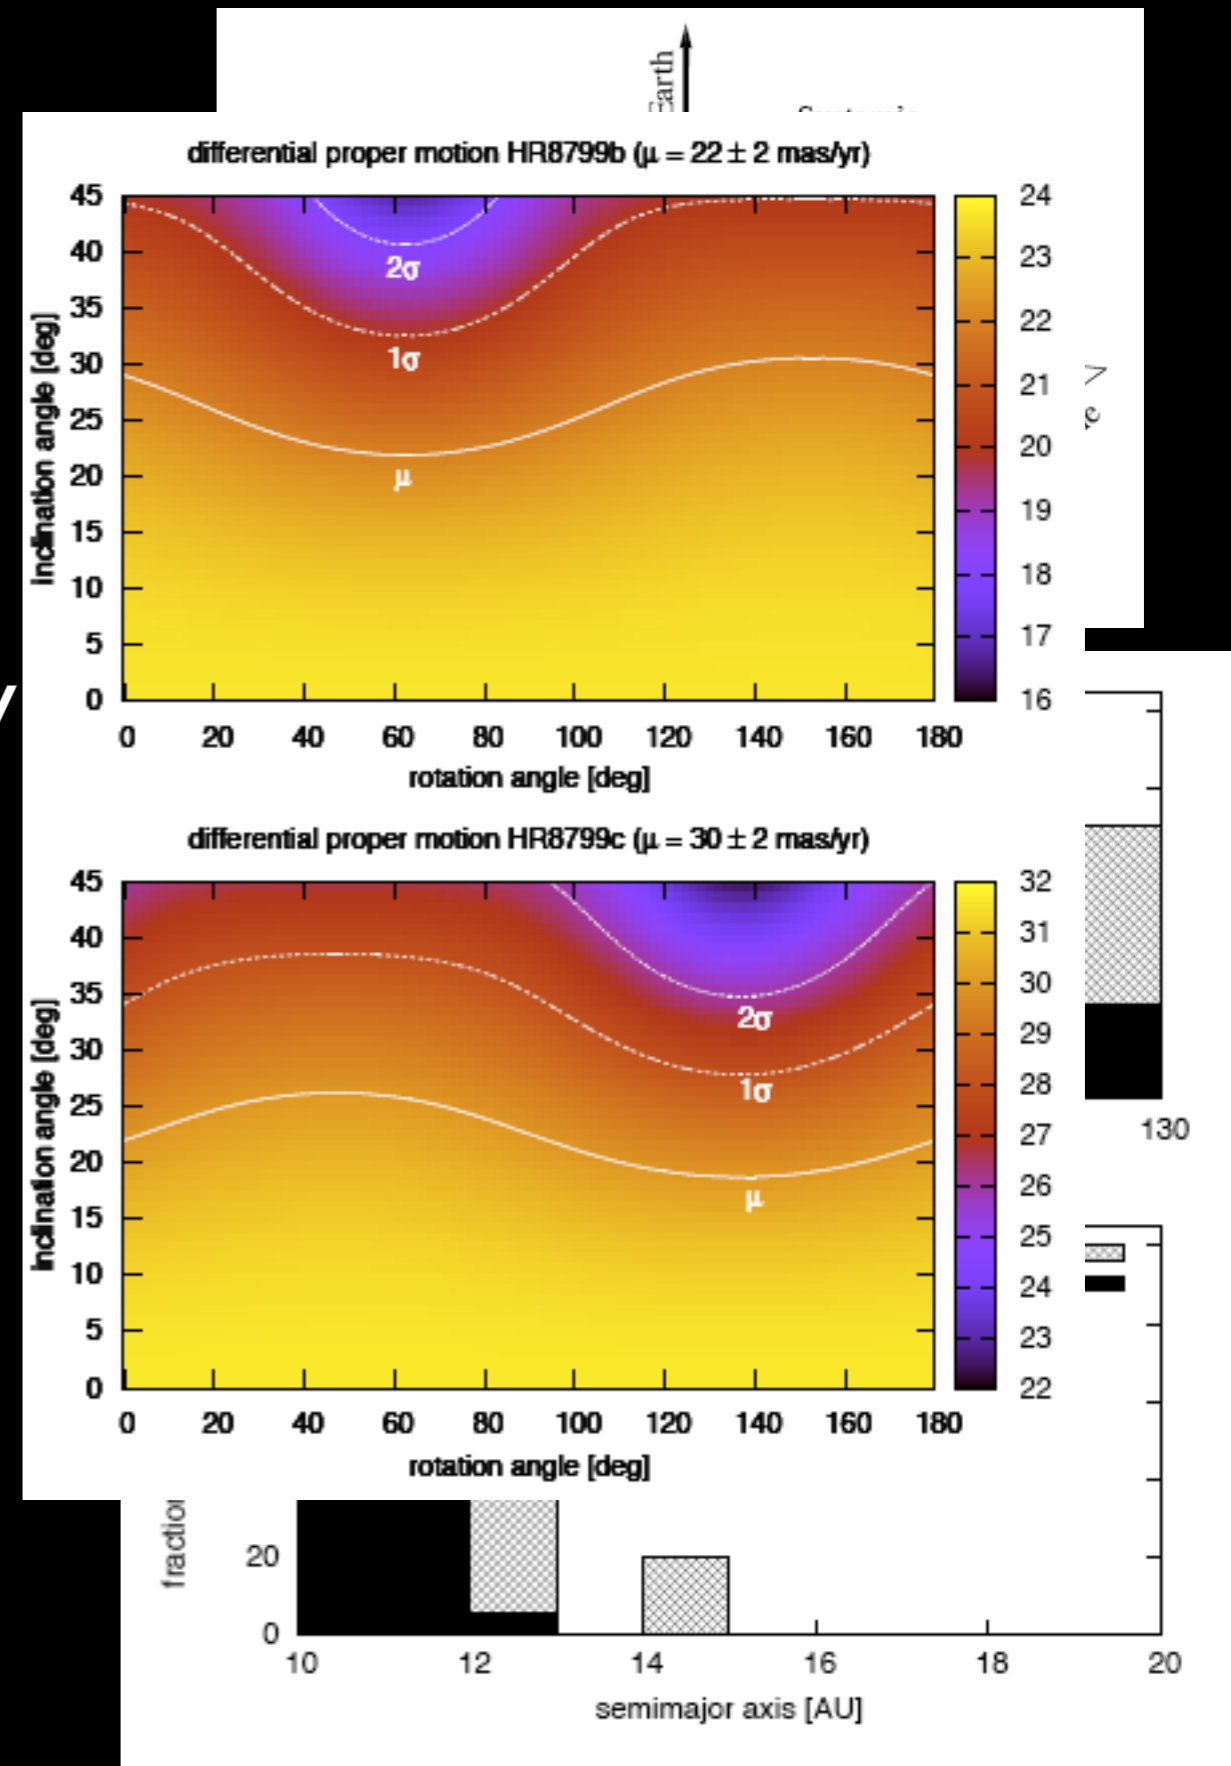 Earth
differential proper motion HR8799b (μ = 22 ± 2 mas/yr)
45
40
35
30
25
20
15
10
5
0
inclination angle [deg]
2σ
1σ
μ
24
23
22
21
20
19
18
17
16
0 20 40 60 80 100 120 140 160 180
rotation angle [deg]
differential proper motion HR8799c (μ = 30 ± 2 mas/yr)
45
40
35
30
25
20
15
10
5
0
inclination angle [deg]
2σ
1σ
μ
32
31
30
29
28
27
26
25
24
23
22
130
0 20 40 60 80 100 120 140 160 180
rotation angle [deg]
fraction
20
0
10 12 14 16 18 20
semimajor axis [AU]